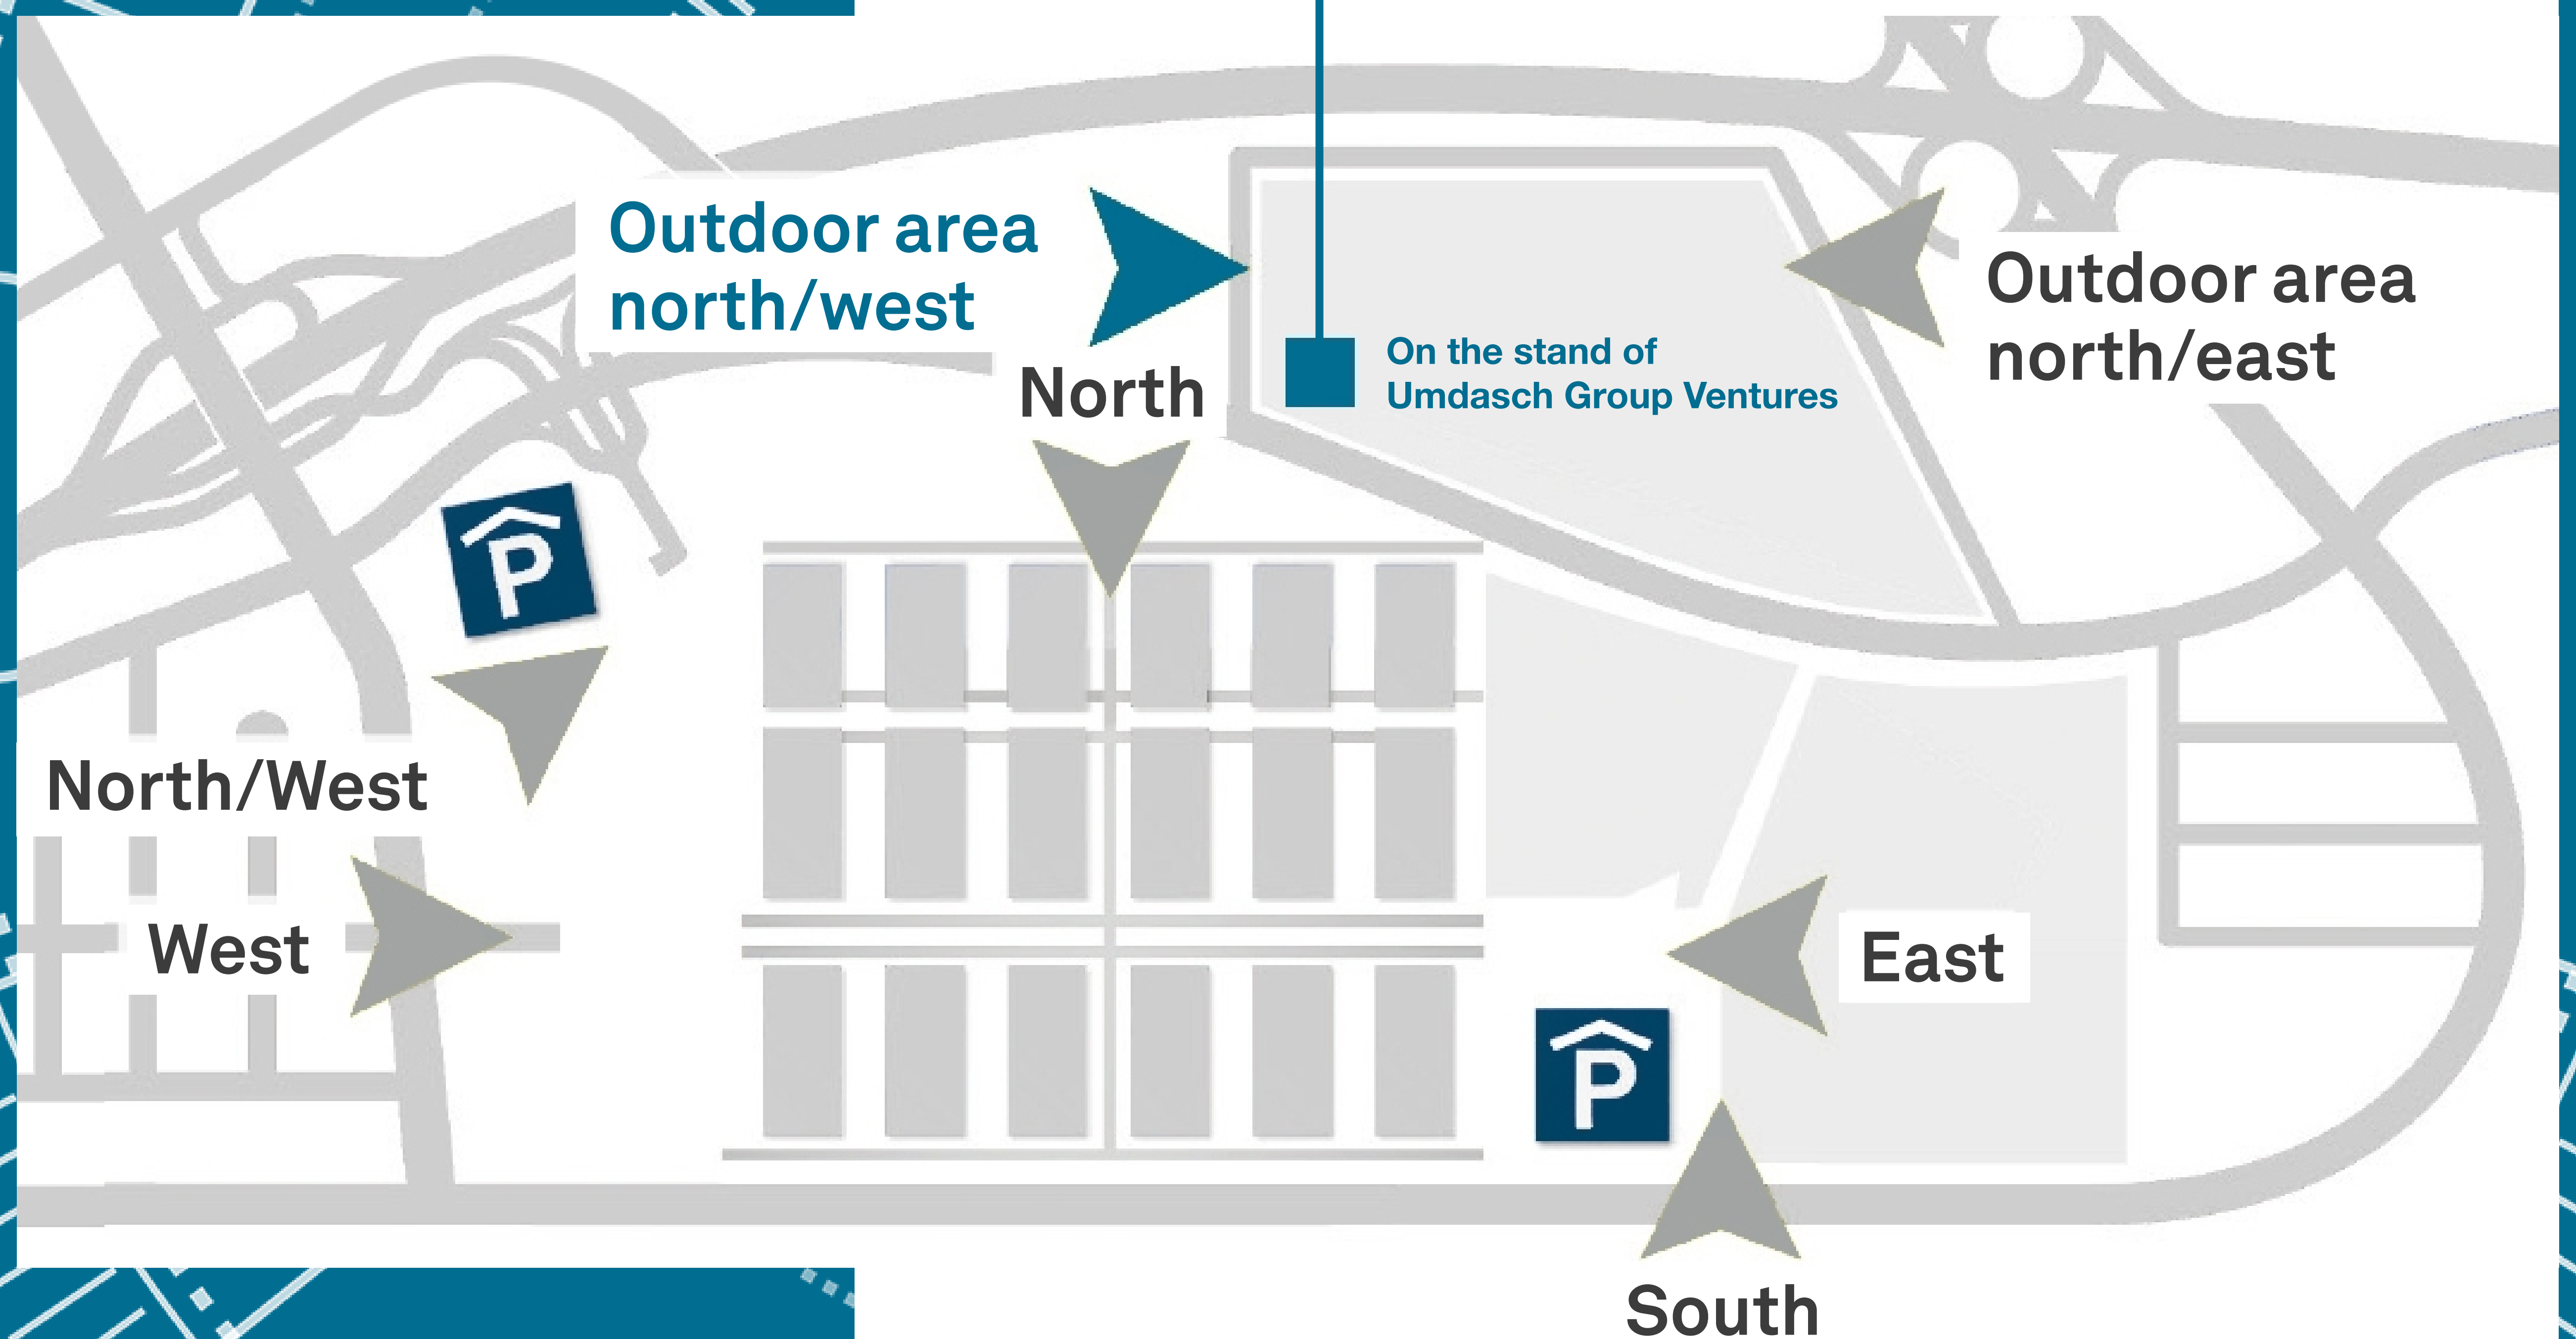 Outdoor area
north/west
Outdoor area
north/east
On the stand of
Umdasch Group Ventures
North
P
North/West
West
East
P
South